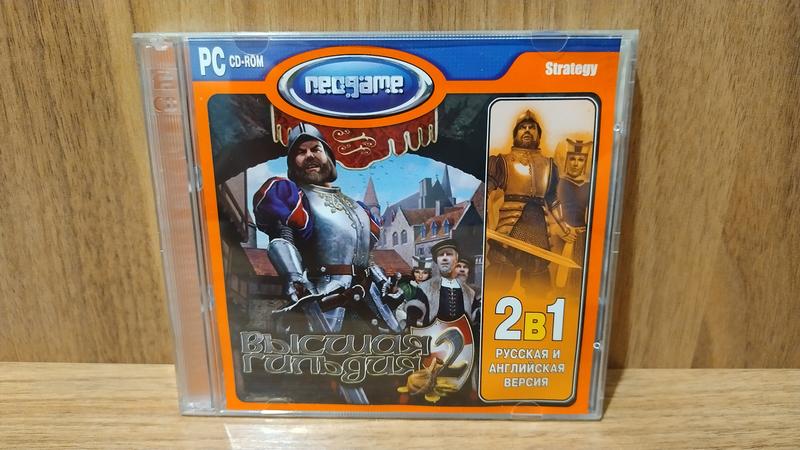 PC CD-ROM
neogame
Strategy
ВЫСШАЯ
ГИЛЬДИЯ 2
2в1
РУССКАЯ И
АНГЛИЙСКАЯ
ВЕРСИЯ